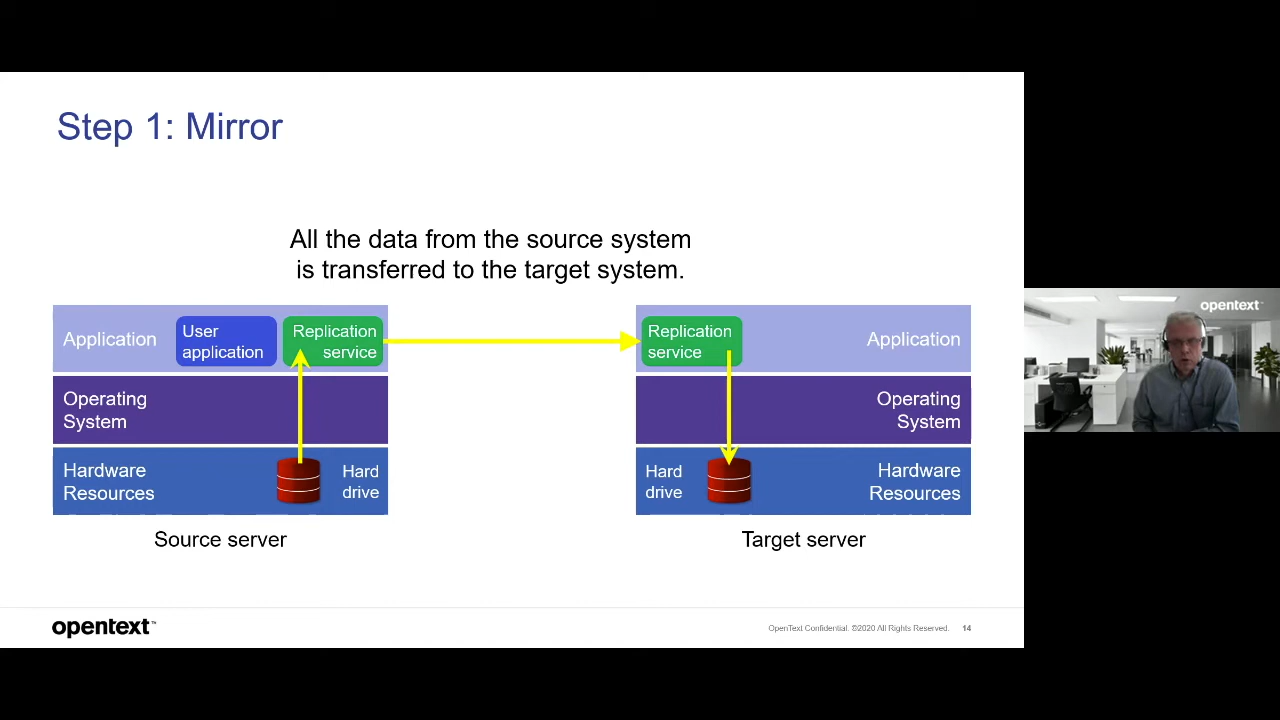 Step 1: Mirror
All the data from the source system
is transferred to the target system.
Application
User
application
Replication
service
Operating
System
Hardware
Resources
Hard
drive
Source server
Replication
service
Application
Operating
System
Hard
drive
Hardware
Resources
Target server
opentext™
OpenText Confidential. ©2020 All Rights Reserved. 14
opentext